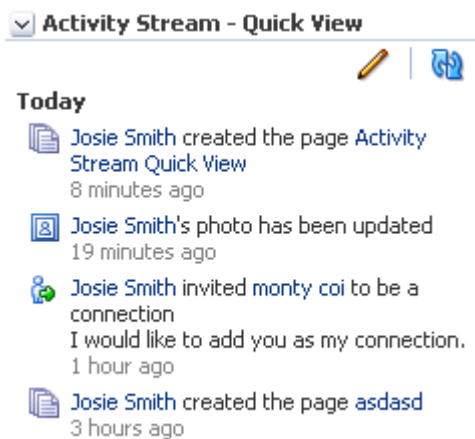 Activity Stream - Quick View
Today
Josie Smith created the page Activity
Stream Quick View
8 minutes ago
Josie Smith's photo has been updated
19 minutes ago
Josie Smith invited monty coi to be a
connection
I would like to add you as my connection.
1 hour ago
Josie Smith created the page asdasd
3 hours ago